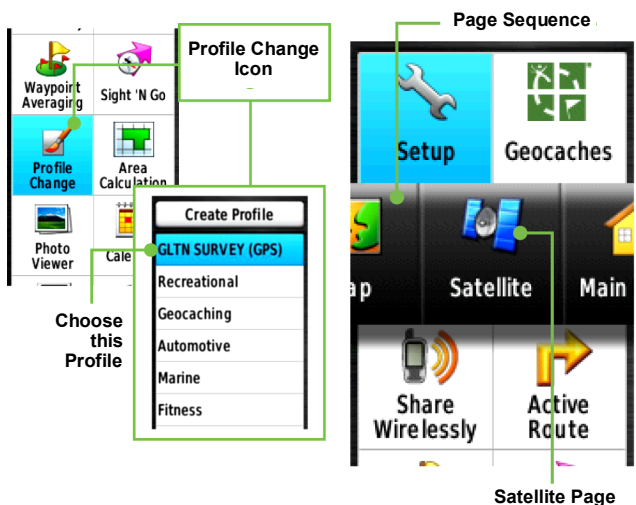 Page Sequence
Profile Change
Icon
Waypoint
Averaging
Sight 'N Go
Profile
Change
Area
Calculation
Photo
Viewer
Create Profile
GLTN SURVEY (GPS)
Recreational
Geocaching
Automotive
Marine
Fitness
Choose
this
Profile
Setup
Geocaches
ap
Satellite
Main
Share
Wirelessly
Active
Route
Satellite Page